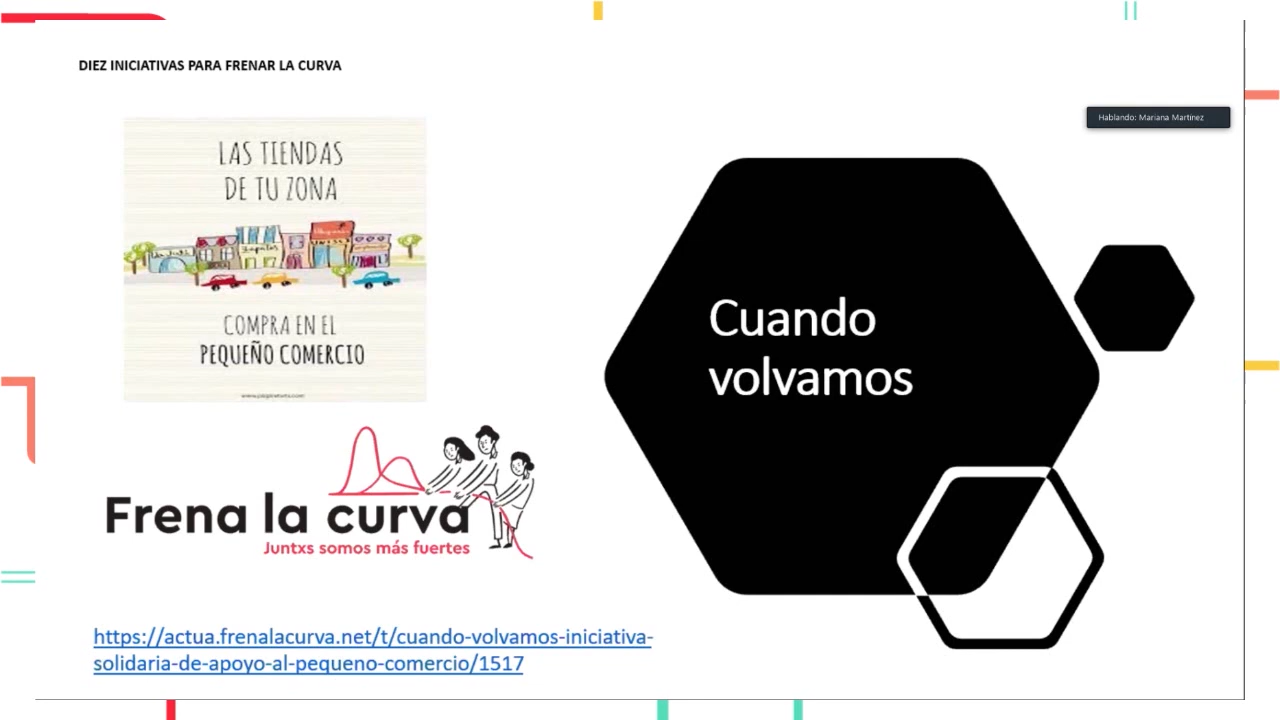 DIEZ INICIATIVAS PARA FRENAR LA CURVA
Hablando: Mariana Martínez
LAS TIENDAS
DE TU ZONA
COMPRA EN EL
PEQUEÑO COMERCIO
Cuando
volvamos
Frena la curva
Juntxs somos más fuertes
https://actua.frenalacurva.net/t/cuando-volvamos-iniciativa-
solidaria-de-apoyo-al-pequeno-comercio/1517